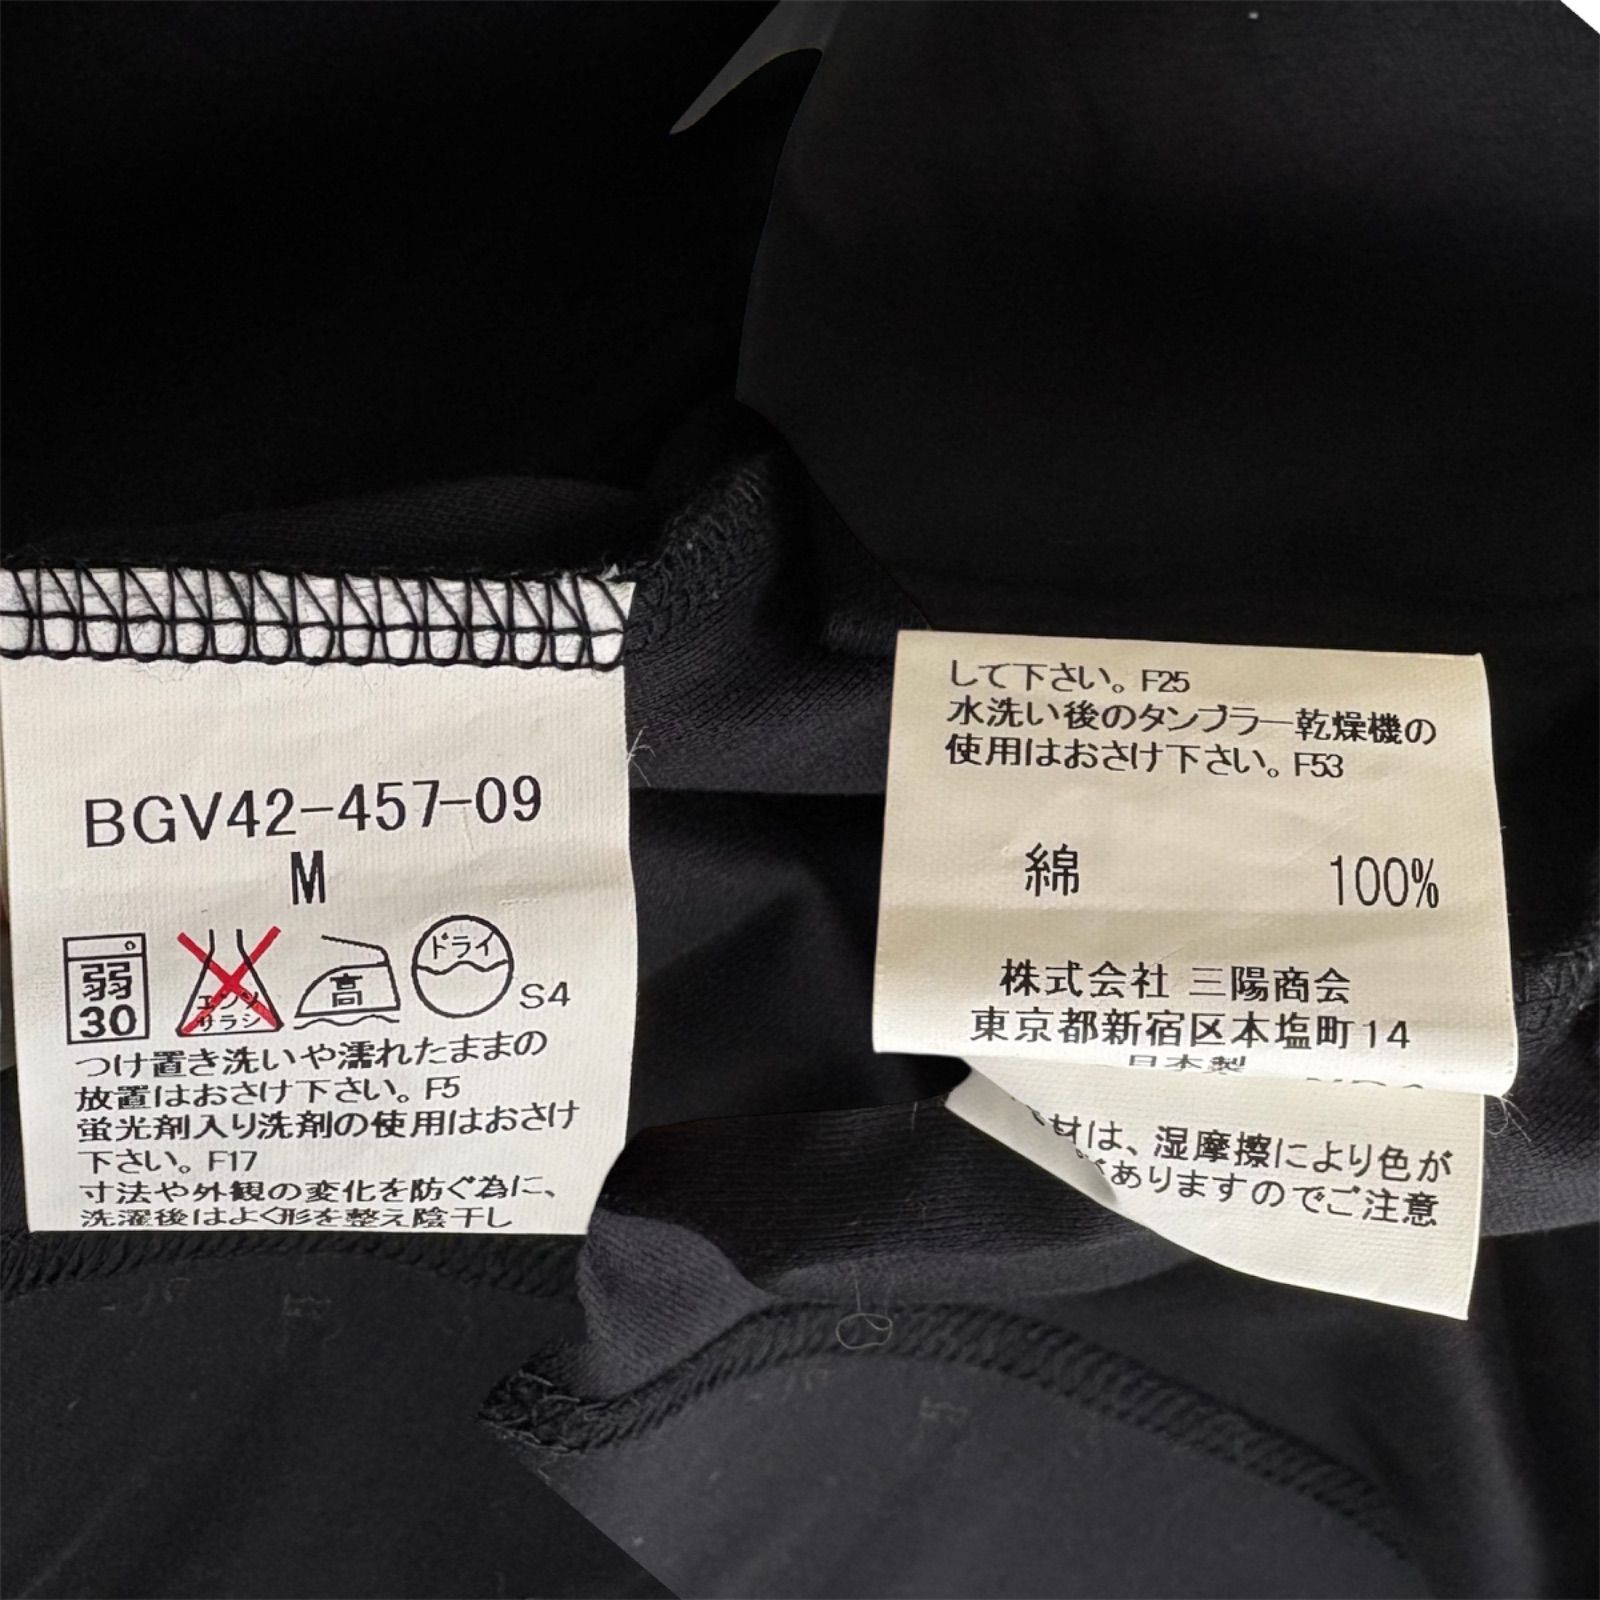 BGV42-457-09
M
弱
30
エンソ
サラシ
高
ドライ
S4
つけ置き洗いや濡れたままの
放置はおさけ下さい。F5
蛍光剤入り洗剤の使用はおさけ
下さい。F17
寸法や外観の変化を防ぐ為に、
洗濯後はよく形を整え陰干し
して下さい。F25
水洗い後のタンブラー乾燥機の
使用はおさけ下さい。F53
綿 100%
株式会社 三陽商会
東京都新宿区本塩町14
日本製
材は、湿摩擦により色が
がありますのでご注意